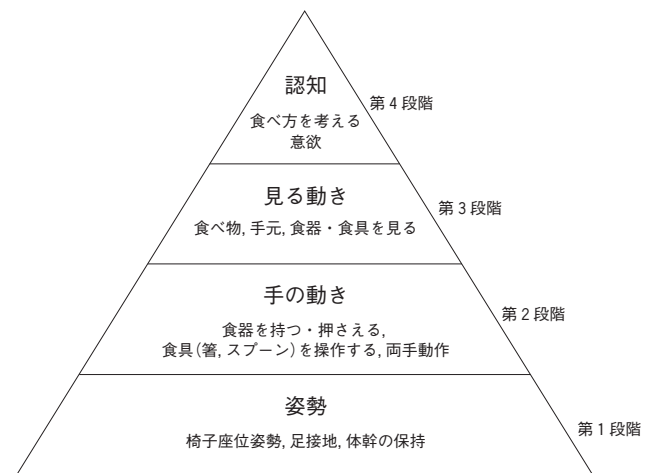 認知
第4段階
食べ方を考える
意欲
見る動き
第3段階
食べ物, 手元, 食器・食具を見る
手の動き
第2段階
食器を持つ・押さえる,
食具(箸, スプーン)を操作する, 両手動作
姿勢
第1段階
椅子座位姿勢, 足接地, 体幹の保持